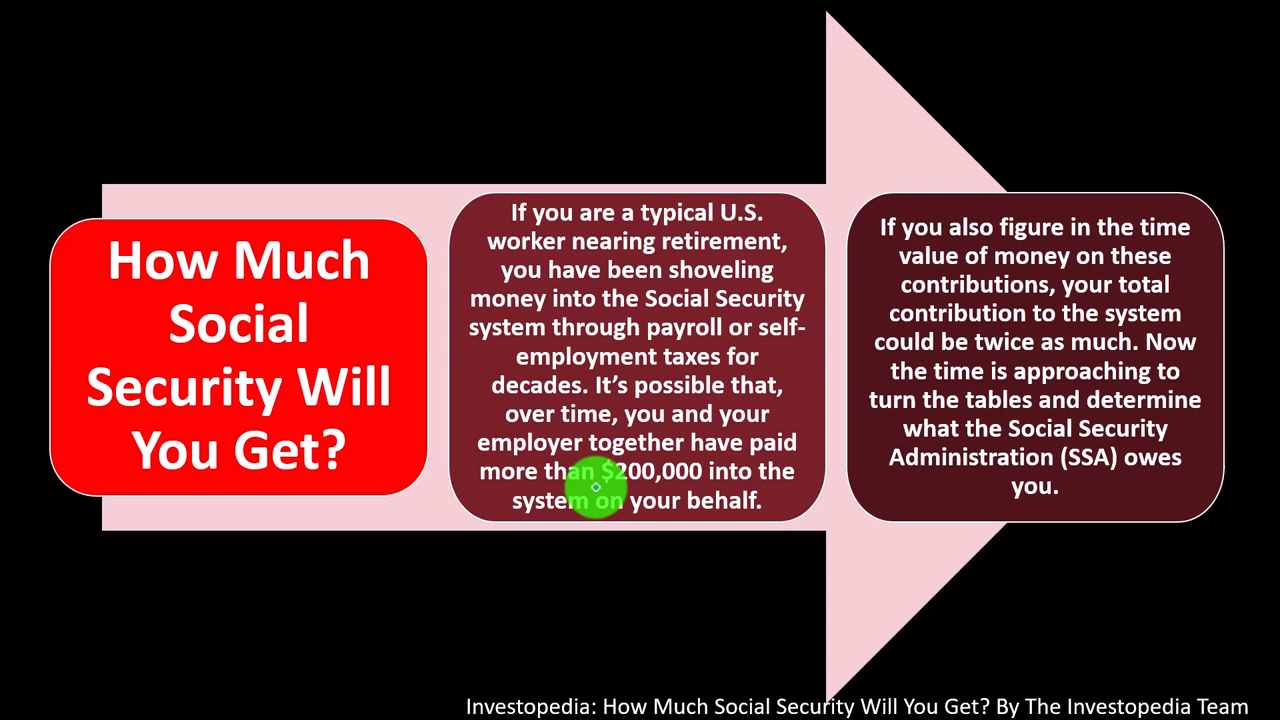 How Much
Social
Security Will
You Get?
If you are a typical U.S.
worker nearing retirement,
you have been shoveling
money into the Social Security
system through payroll or self-
employment taxes for
decades. It’s possible that,
over time, you and your
employer together have paid
more than $200,000 into the
system on your behalf.
If you also figure in the time
value of money on these
contributions, your total
contribution to the system
could be twice as much. Now
the time is approaching to
turn the tables and determine
what the Social Security
Administration (SSA) owes
you.
Investopedia: How Much Social Security Will You Get? By The Investopedia Team